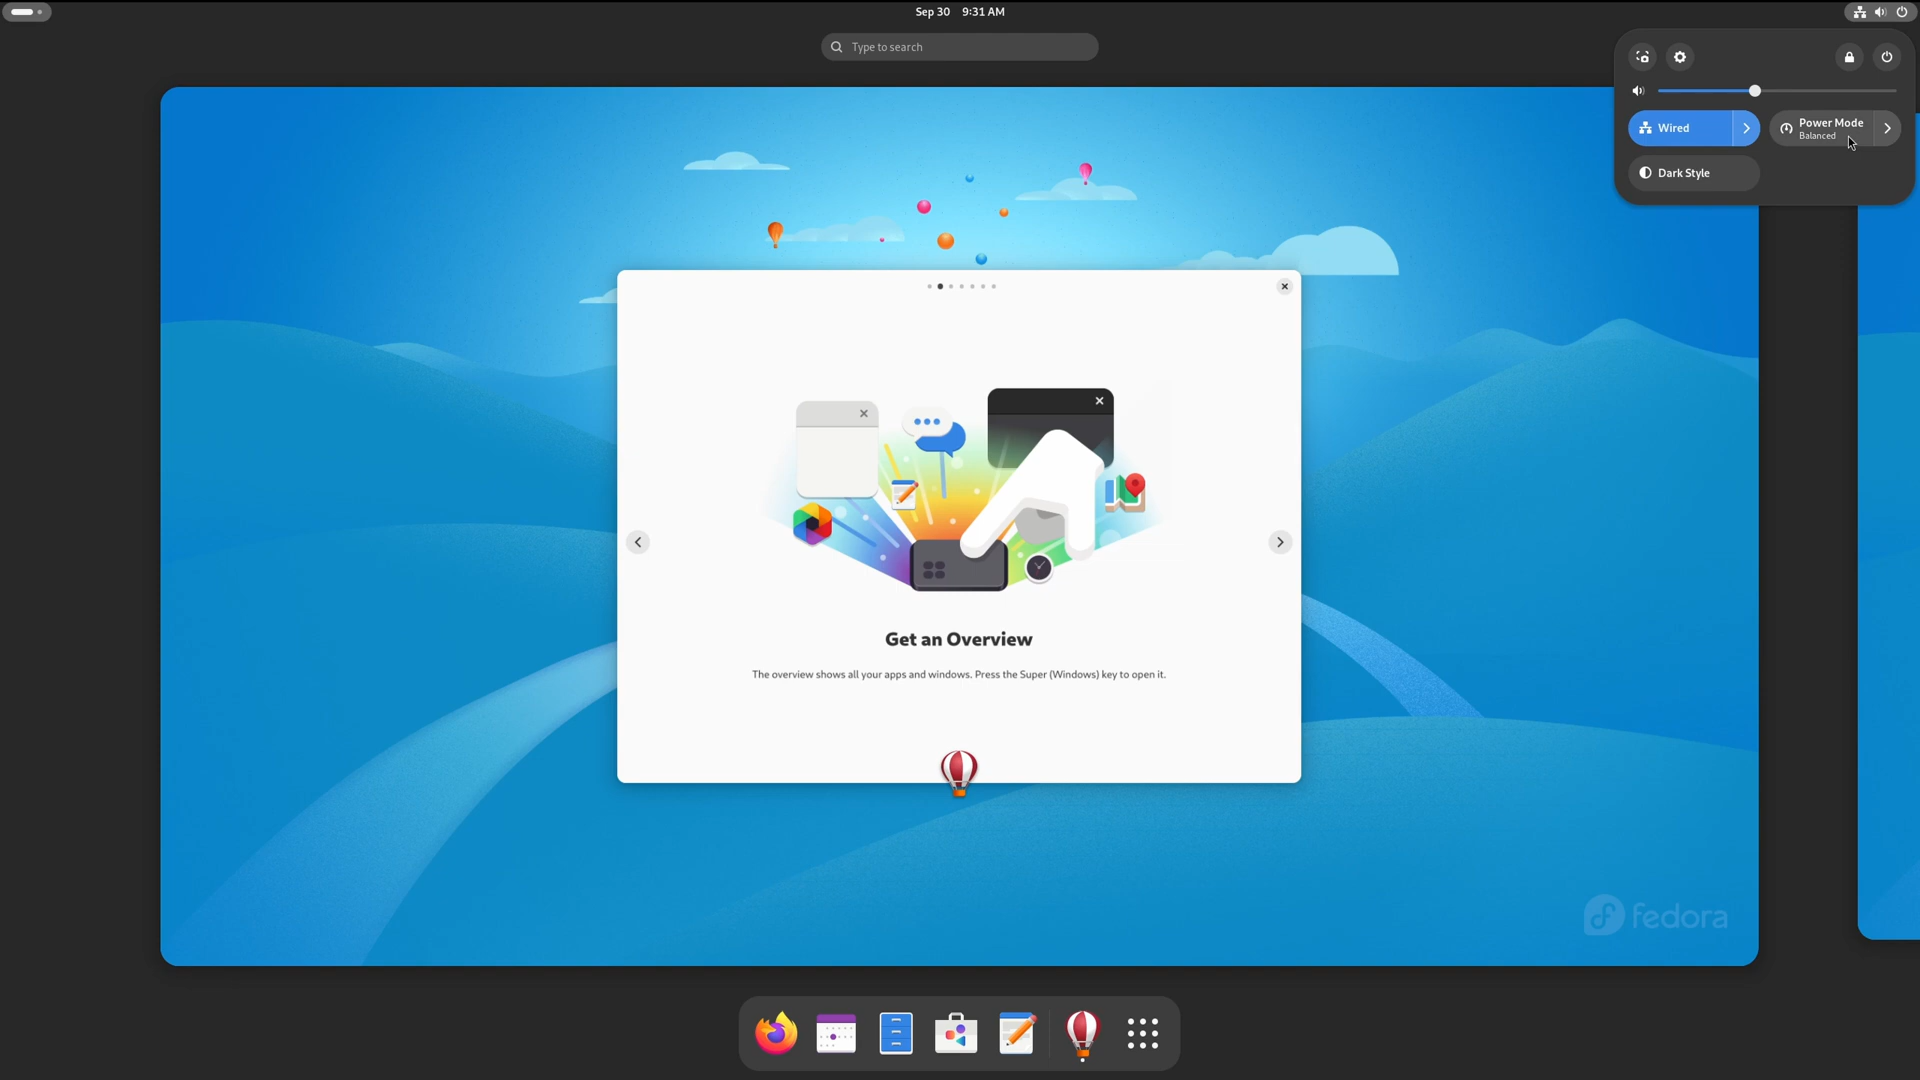 Sep 30 9:31 AM
Type to search
Wired
Power Mode
Balanced
Dark Style
Get an Overview
The overview shows all your apps and windows. Press the Super (Windows) key to open it.
fedora